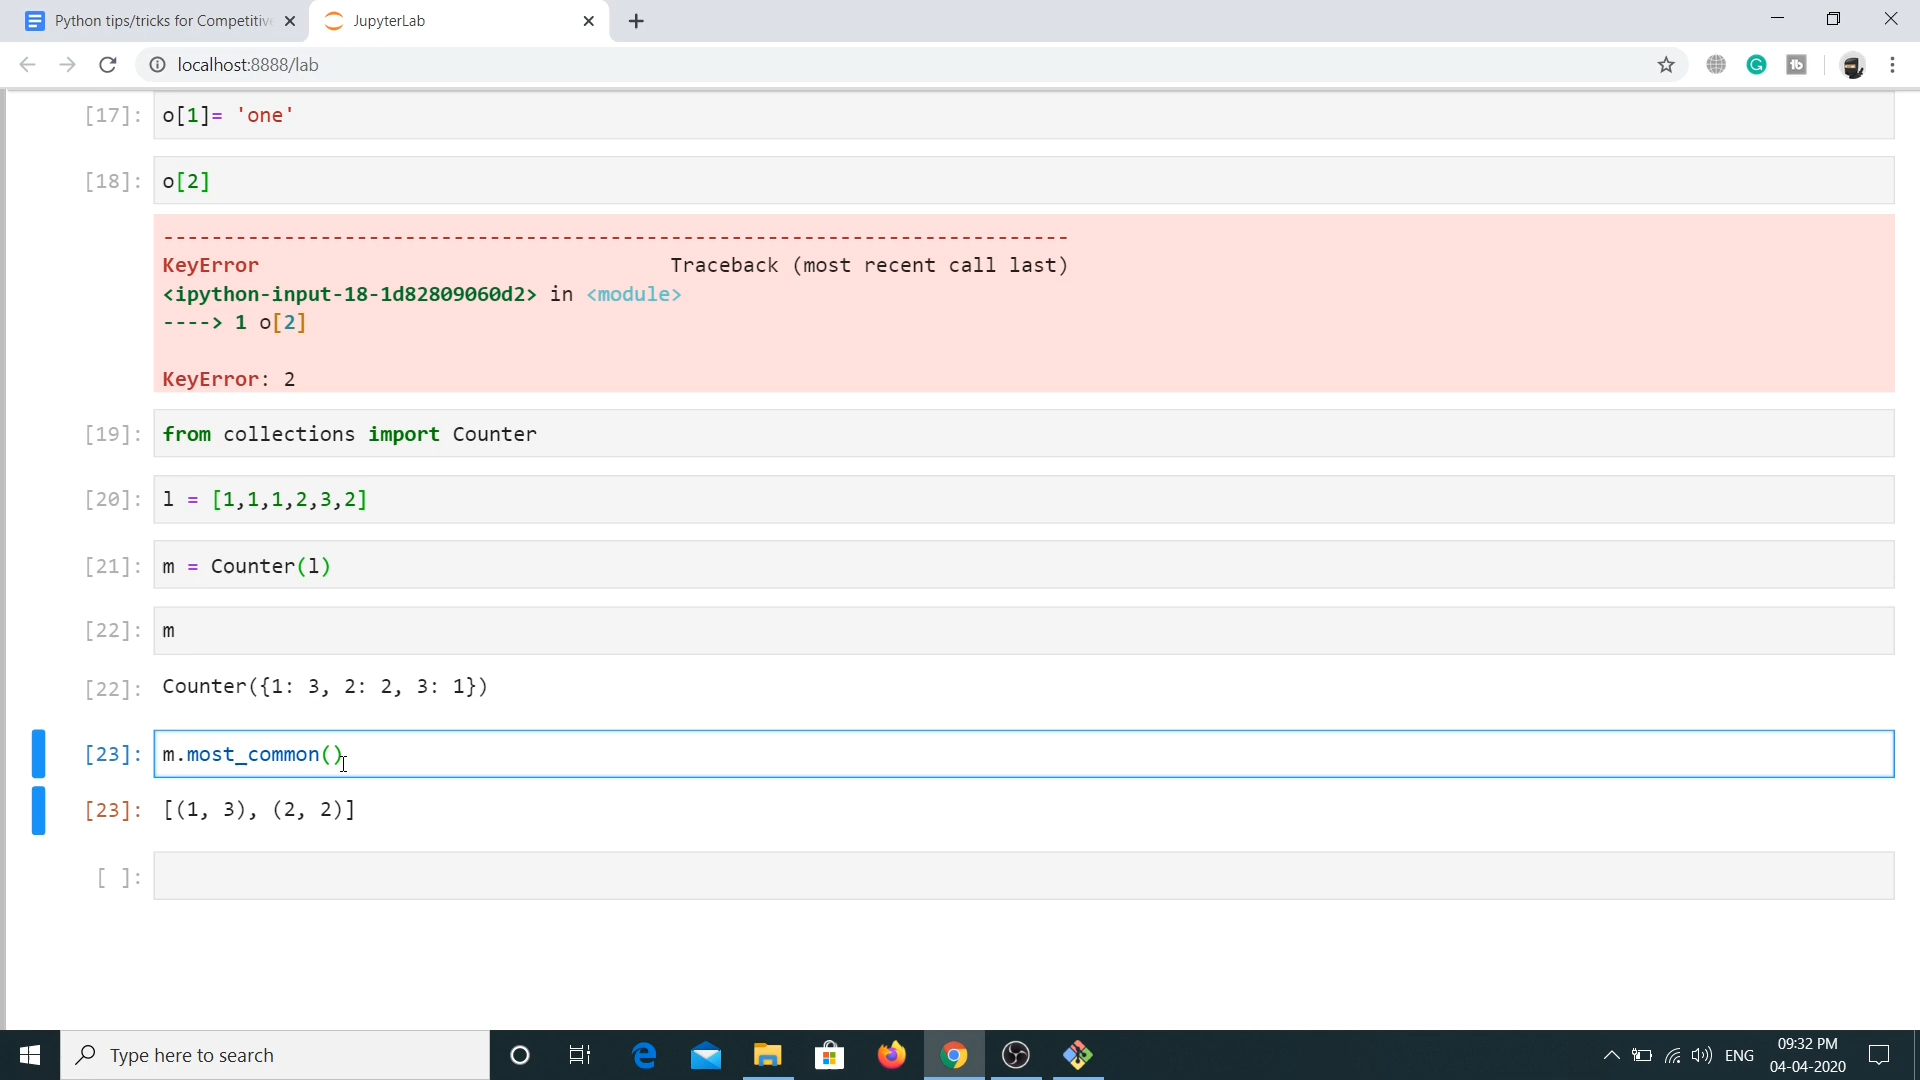 Python tips/tricks for Competitive
JupyterLab
localhost:8888/lab
[17]: o[1]= 'one'
[18]: o[2]
---------------------------------------------------------------------------
KeyError Traceback (most recent call last)
<ipython-input-18-1d82809060d2> in <module>
----> 1 o[2]
KeyError: 2
[19]: from collections import Counter
[20]: l = [1,1,1,2,3,2]
[21]: m = Counter(l)
[22]: m
[22]: Counter({1: 3, 2: 2, 3: 1})
[23]: m.most_common()
[23]: [(1, 3), (2, 2)]
[ ]:
Type here to search
ENG
09:32 PM
04-04-2020